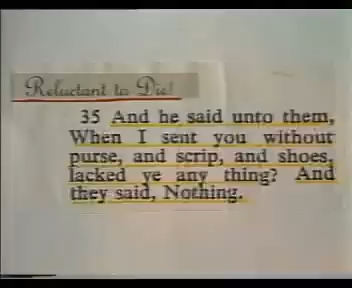 Reluctant to Die!
35 And he said unto them,
When I sent you without
purse, and scrip, and shoes,
lacked ye any thing? And
they said, Nothing.